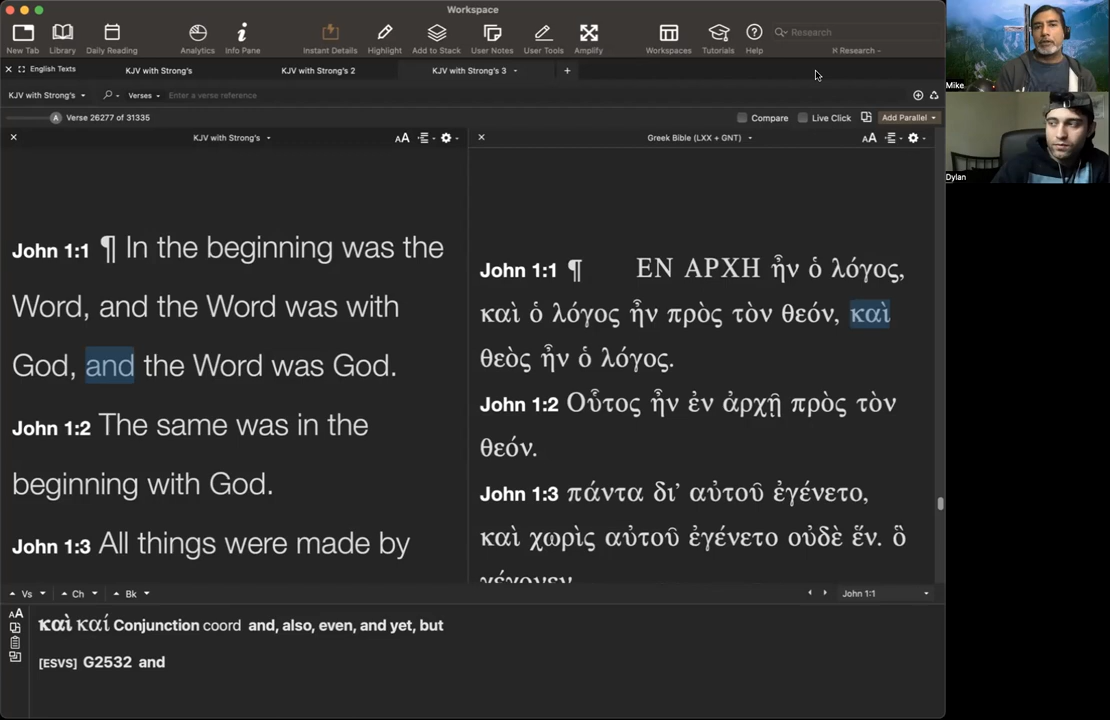 Workspace
New Tab Library Daily Reading Analytics Info Pane Instant Details Highlight Add to Stack User Notes User Tools Amplify Workspaces Tutorials Help Research
⌘ Research ~
English Texts KJV with Strong's KJV with Strong's 2 KJV with Strong's 3
KJV with Strong's Verses Enter a verse reference
A Verse 26277 of 31335 Compare Live Click Add Parallel
KJV with Strong's
AA
John 1:1 ¶ In the beginning was the
Word, and the Word was with
God, and the Word was God.
John 1:2 The same was in the
beginning with God.
John 1:3 All things were made by
Greek Bible (LXX + GNT)
AA
John 1:1 ¶ ΕΝ ΑΡΧΗ ἦν ὁ λόγος,
καὶ ὁ λόγος ἦν πρὸς τὸν θεόν, καὶ
θεὸς ἦν ὁ λόγος.
John 1:2 Οὗτος ἦν ἐν ἀρχῇ πρὸς τὸν
θεόν.
John 1:3 πάντα δι’ αὐτοῦ ἐγένετο,
καὶ χωρὶς αὐτοῦ ἐγένετο οὐδὲ ἕν. ὃ
γέγονεν
Vs Ch Bk John 1:1
AA
καὶ καί Conjunction coord and, also, even, and yet, but
[ESVS] G2532 and
Mike
Dylan